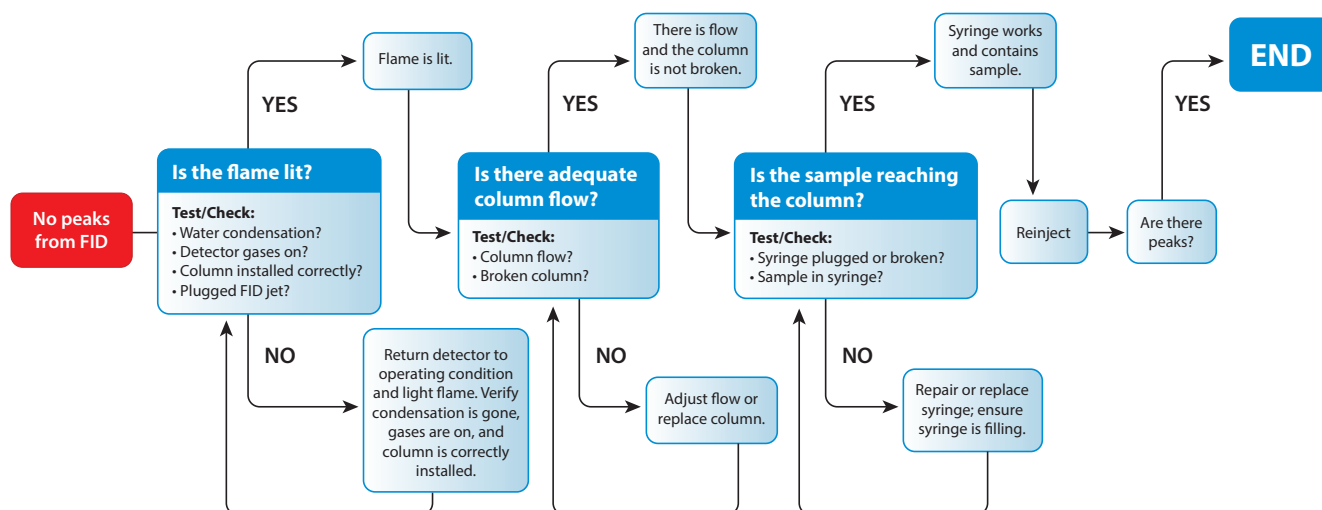 No peaks
from FID
Is the flame lit?
Test/Check:
• Water condensation?
• Detector gases on?
• Column installed correctly?
• Plugged FID jet?
YES
Flame is lit.
NO
Return detector to
operating condition
and light flame. Verify
condensation is gone,
gases are on, and
column is correctly
installed.
Is there adequate
column flow?
Test/Check:
• Column flow?
• Broken column?
YES
There is flow
and the column
is not broken.
NO
Adjust flow or
replace column.
Is the sample reaching
the column?
Test/Check:
• Syringe plugged or broken?
• Sample in syringe?
YES
Syringe works
and contains
sample.
NO
Repair or replace
syringe; ensure
syringe is filling.
Reinject
Are there
peaks?
YES
END